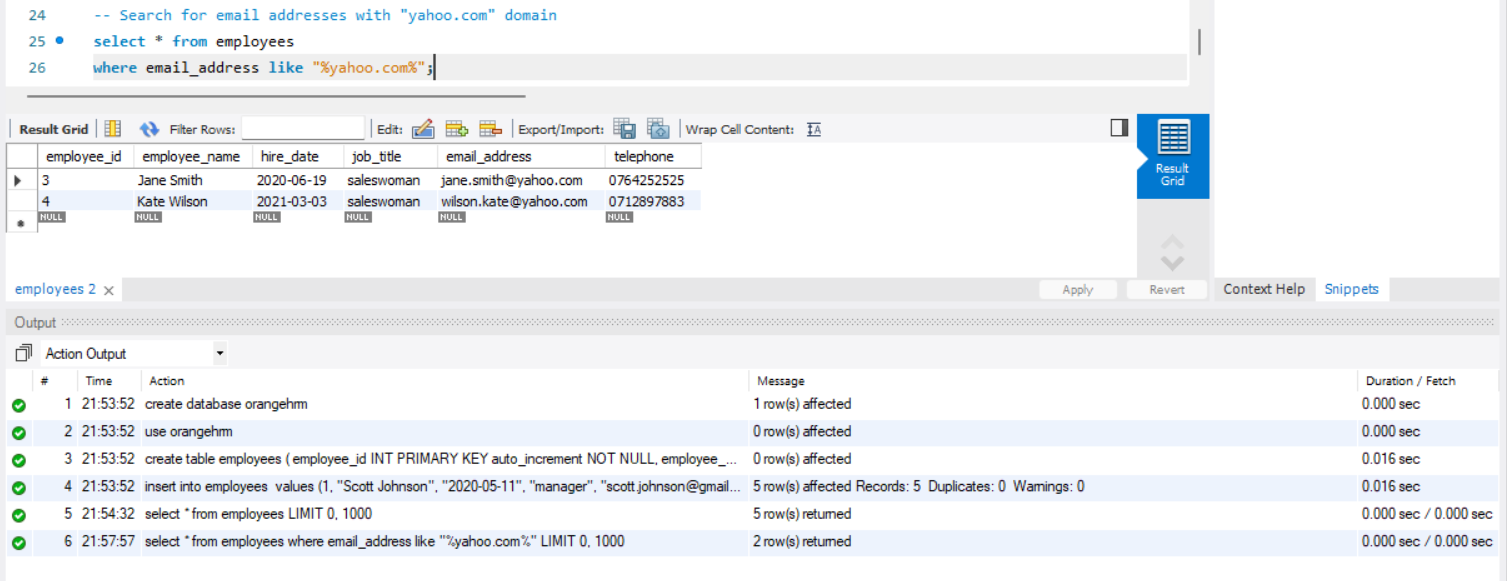 24 -- Search for email addresses with "yahoo.com" domain
25 select * from employees
26 where email_address like "%yahoo.com%";
Result Grid Filter Rows: Edit: Export/Import: Wrap Cell Content: IA
employee_id employee_name hire_date job_title email_address telephone
3 Jane Smith 2020-06-19 saleswoman jane.smith@yahoo.com 0764252525
4 Kate Wilson 2021-03-03 saleswoman wilson.kate@yahoo.com 0712897883
NULL NULL NULL NULL NULL NULL
Result
Grid
employees 2 Apply Revert Context Help Snippets
Output
Action Output
# Time Action Message Duration / Fetch
1 21:53:52 create database orangehrm 1 row(s) affected 0.000 sec
2 21:53:52 use orangehrm 0 row(s) affected 0.000 sec
3 21:53:52 create table employees ( employee_id INT PRIMARY KEY auto_increment NOT NULL, employee_... 0 row(s) affected 0.016 sec
4 21:53:52 insert into employees values (1, "Scott Johnson", "2020-05-11", "manager", "scott.johnson@gmail... 5 row(s) affected Records: 5 Duplicates: 0 Warnings: 0 0.016 sec
5 21:54:32 select * from employees LIMIT 0, 1000 5 row(s) returned 0.000 sec / 0.000 sec
6 21:57:57 select * from employees where email_address like "%yahoo.com%" LIMIT 0, 1000 2 row(s) returned 0.000 sec / 0.000 sec